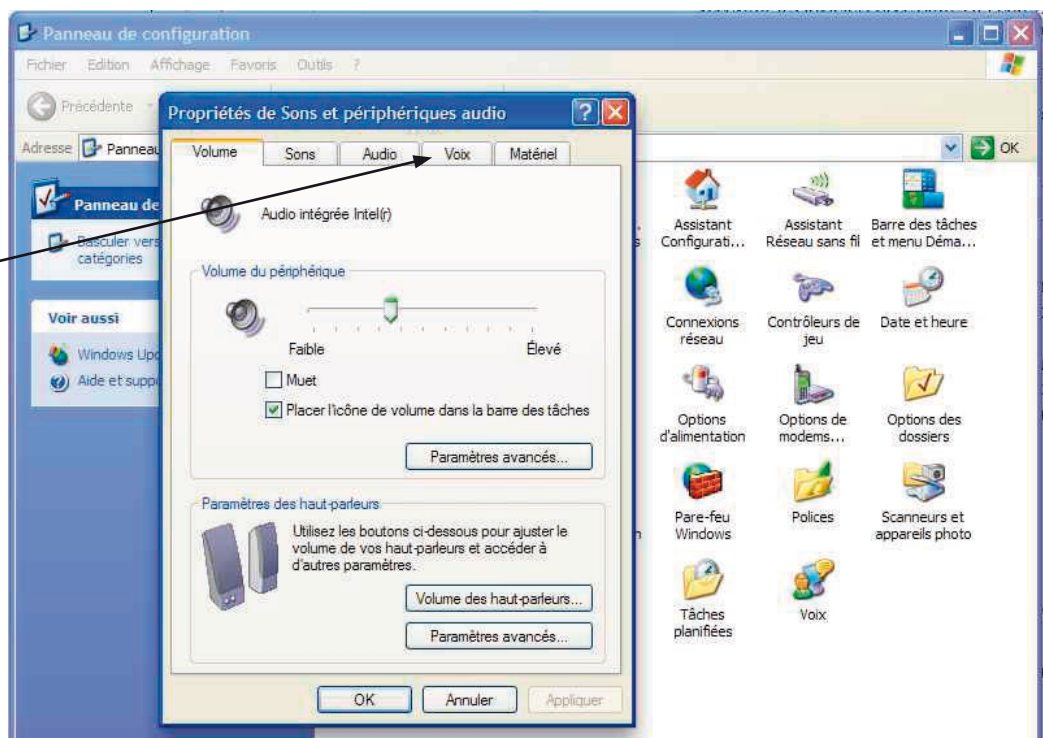 Panneau de configuration
Fichier Edition Affichage Favoris Outils ?
Précédente
Propriétés de Sons et périphériques audio
Adresse
OK
Volume Sons Audio Voix Matériel
Audio intégrée Intel(r)
Volume du périphérique
Faible Élevé
Muet
Placer l'icône de volume dans la barre des tâches
Paramètres avancés...
Paramètres des haut-parleurs
Utilisez les boutons ci-dessous pour ajuster le
volume de vos haut-parleurs et accéder à
d'autres paramètres.
Volume des haut-parleurs...
Paramètres avancés...
OK Annuler Appliquer
Panneau de
Basculer vers
catégories
Voir aussi
Windows Upd
Aide et suppo
Assistant
Configurati...
Assistant
Réseau sans fil
Barre des tâches
et menu Déma...
Connexions
réseau
Contrôleurs de
jeu
Date et heure
Options
d'alimentation
Options de
modems...
Options des
dossiers
Pare-feu
Windows
Polices
Scanneurs et
appareils photo
Tâches
planifiées
Voix